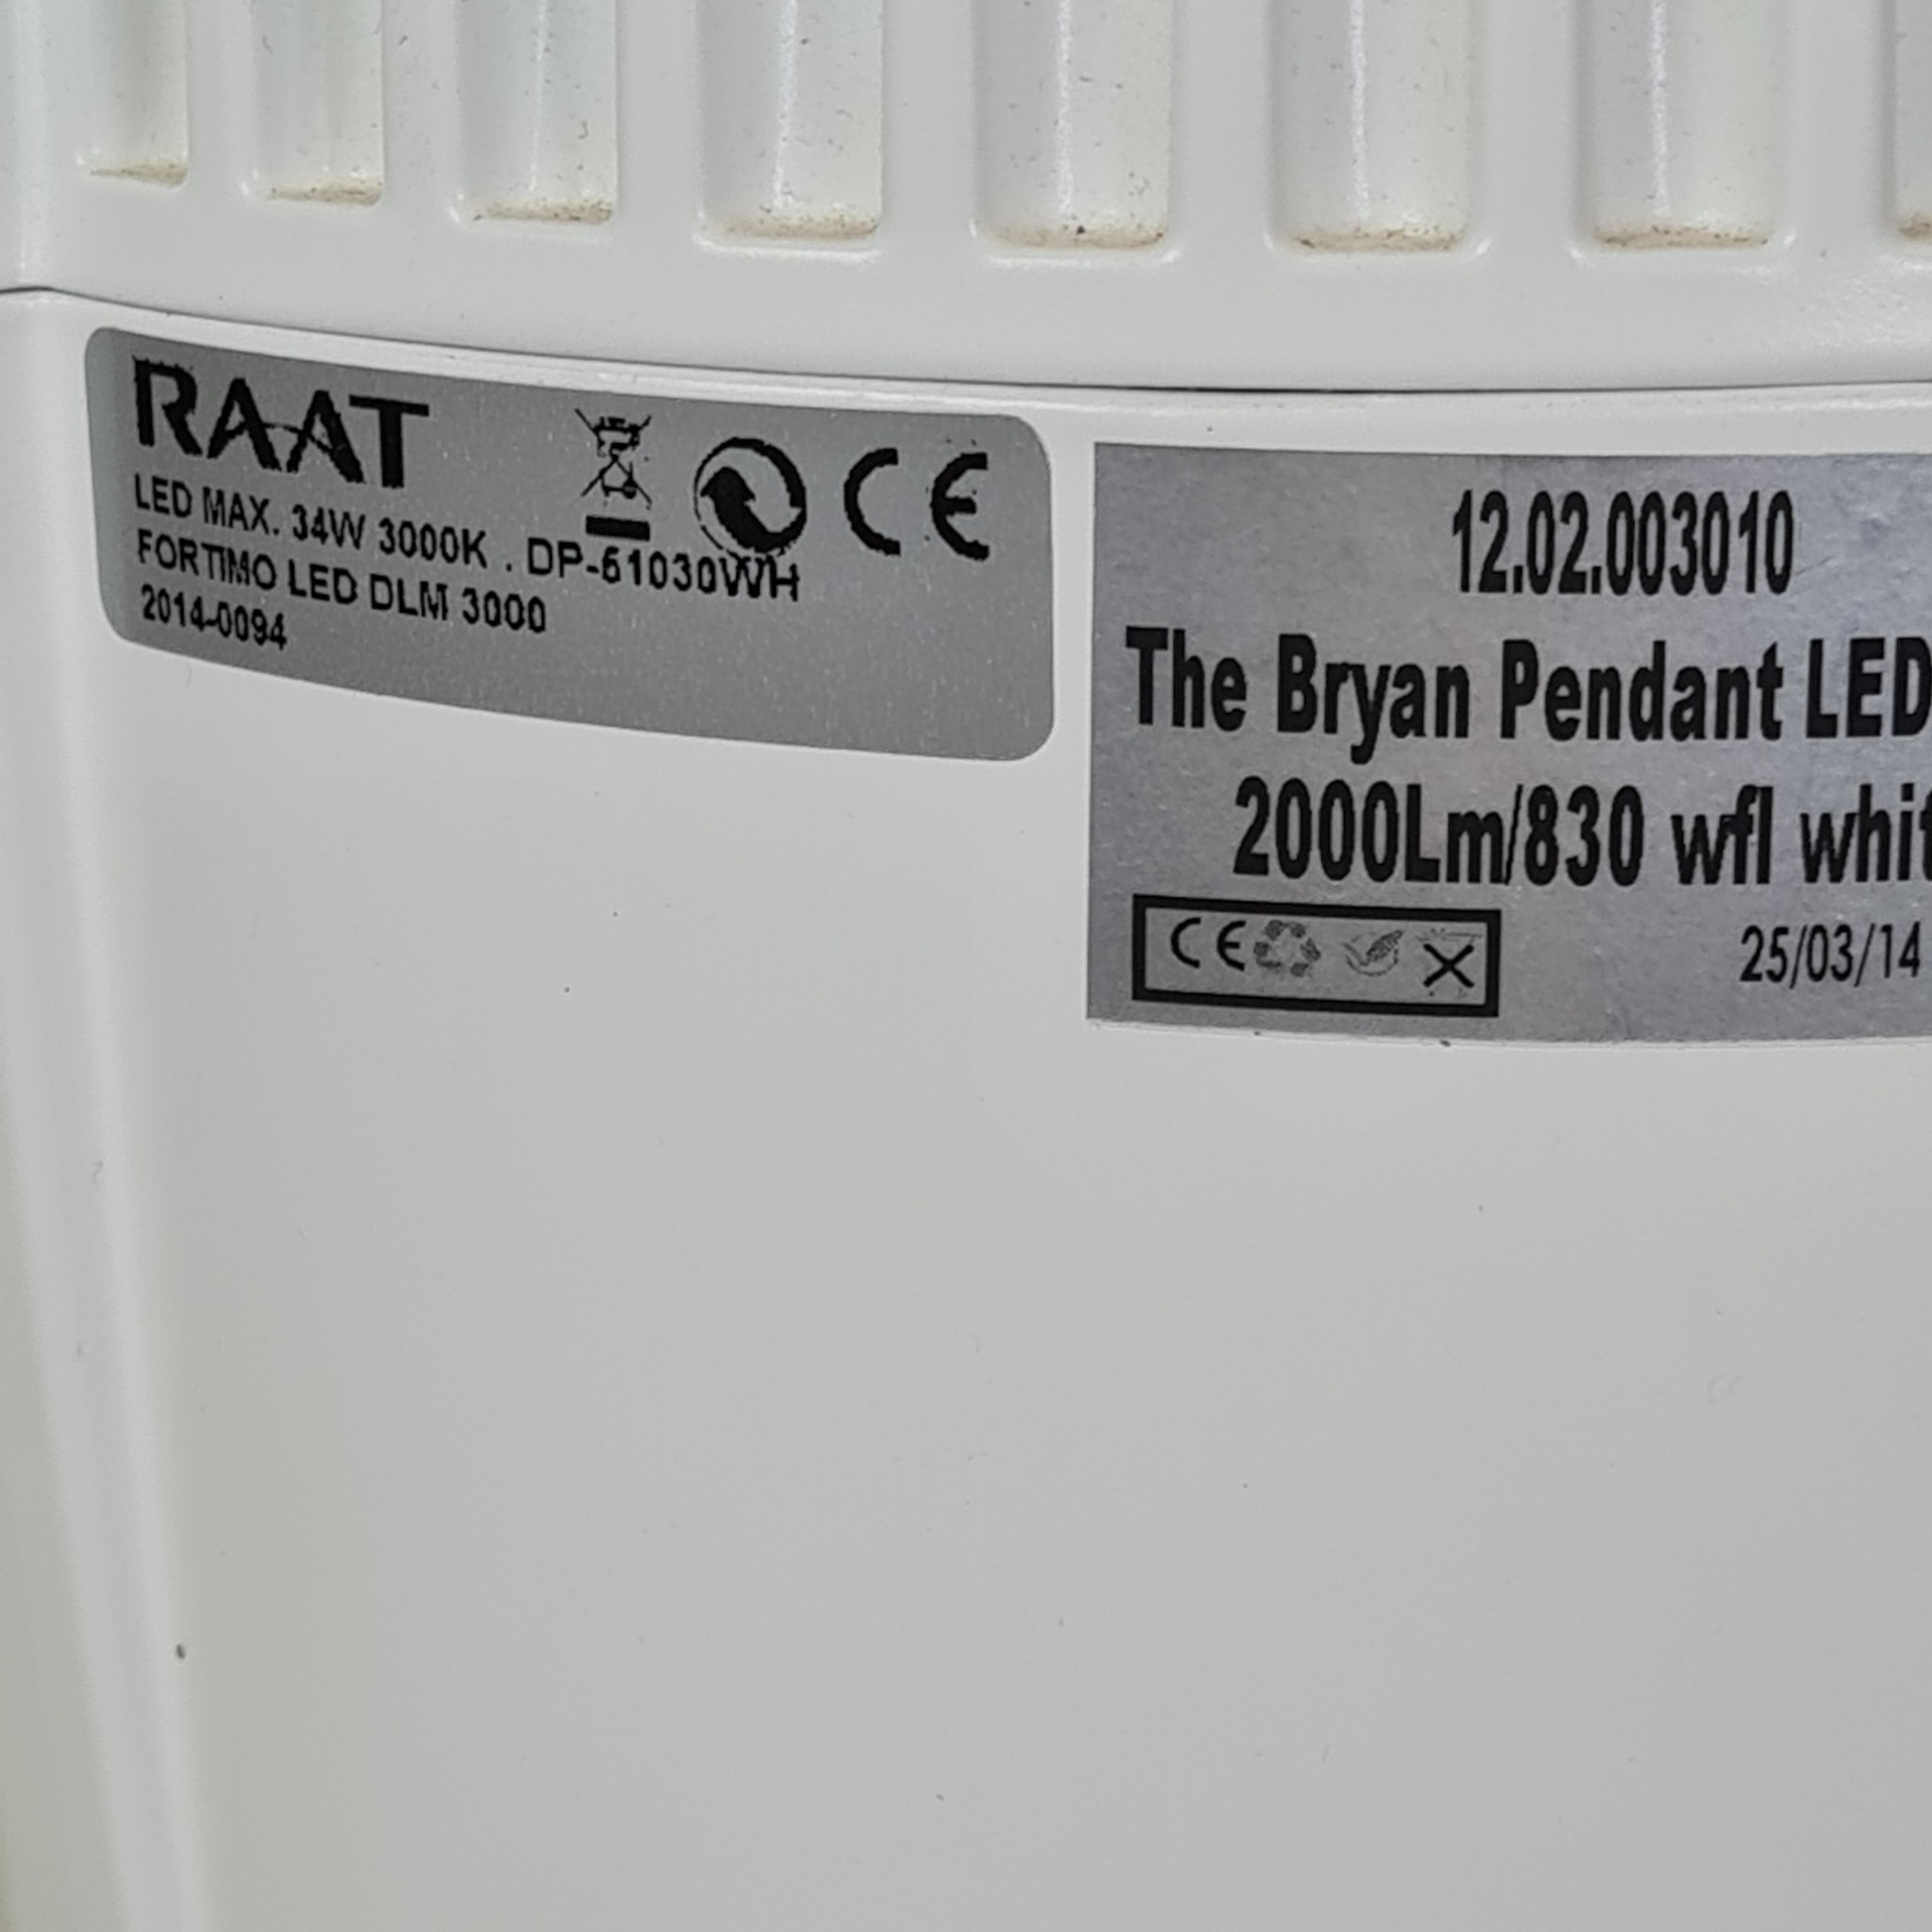 RAAT
CE
LED MAX. 34W 3000K . DP-61030WH
FORTIMO LED DLM 3000
2014-0094
12.02.003010
The Bryan Pendant LED
2000Lm/830 wfl whit
CE
25/03/14